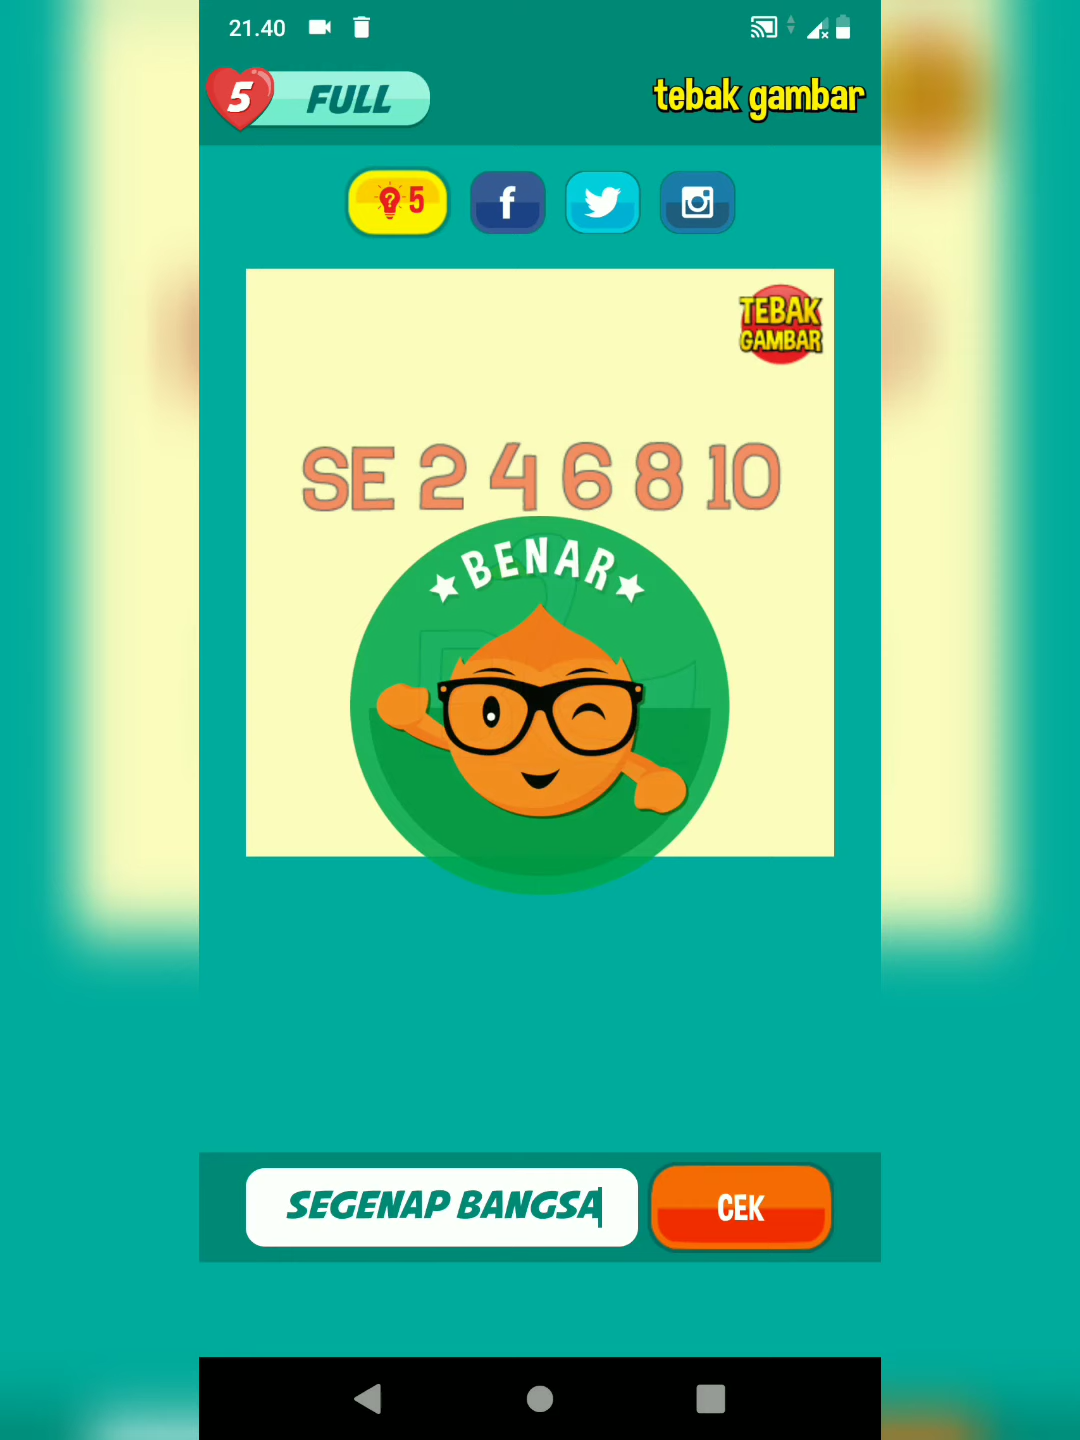 21.40
5 FULL
tebak gambar
? 5
f
TEBAK
GAMBAR
SE 2 4 6 8 10
BENAR
SEGENAP BANGSA
CEK